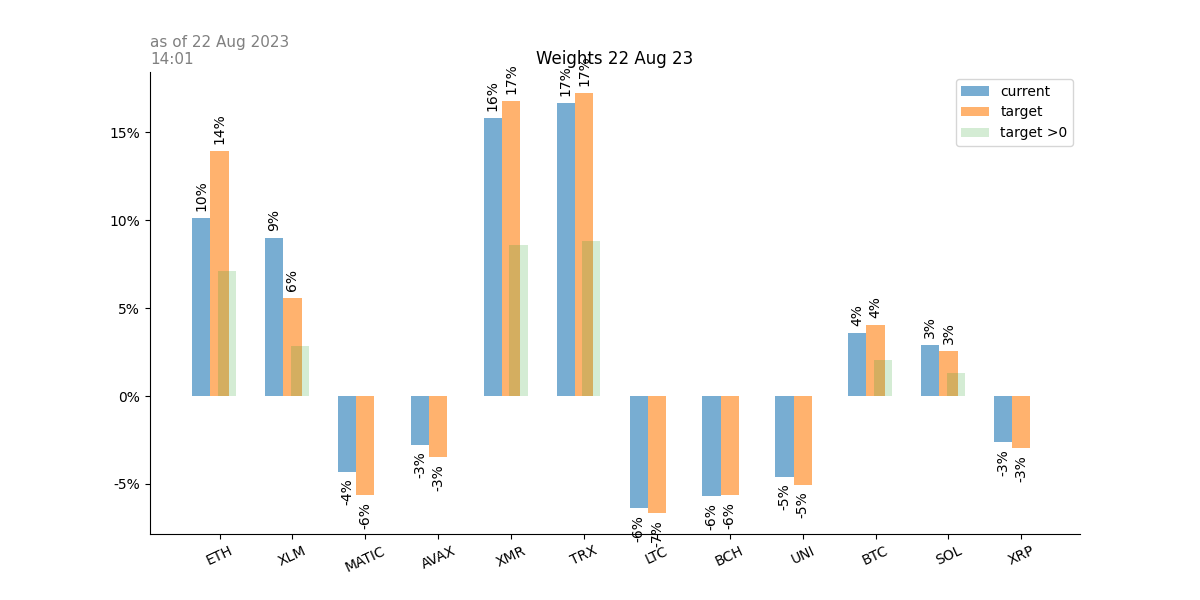 as of 22 Aug 2023
14:01
Weights 22 Aug 23
current
target
target >0
15%
10%
5%
0%
-5%
10%
14%
9%
6%
-4%
-6%
-3%
-3%
16%
17%
17%
17%
-6%
-7%
-6%
-6%
-5%
-5%
4%
4%
3%
3%
-3%
-3%
ETH
XLM
MATIC
AVAX
XMR
TRX
LTC
BCH
UNI
BTC
SOL
XRP